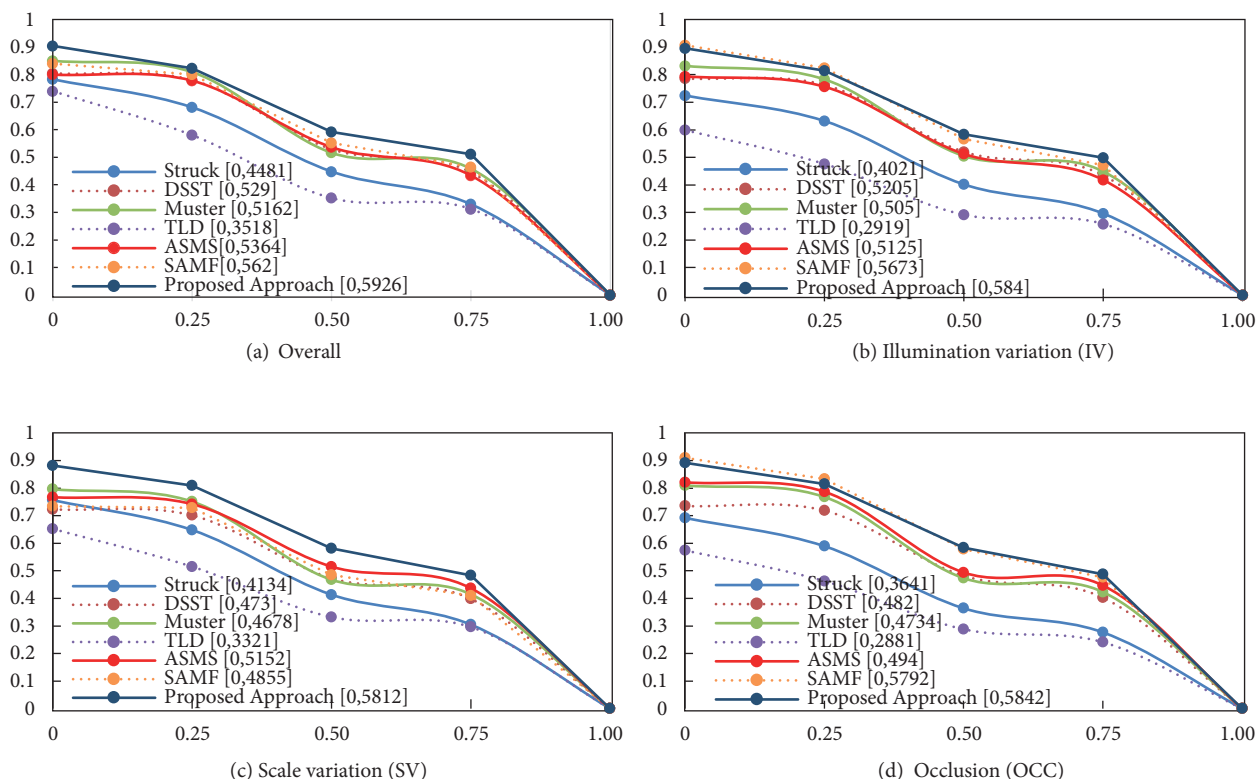 1
0.9
0.8
0.7
0.6
0.5
0.4
0.3
0.2
0.1
0
Struck [0,4481]
DSST [0,529]
Muster [0,5162]
TLD [0,3518]
ASMS [0,5364]
SAMF[0,562]
Proposed Approach [0,5926]
0 0.25 0.50 0.75 1.00
(a) Overall
1
0.9
0.8
0.7
0.6
0.5
0.4
0.3
0.2
0.1
0
Struck [0,4021]
DSST [0,5205]
Muster [0,505]
TLD [0,2919]
ASMS [0,5125]
SAMF [0,5673]
Proposed Approach [0,584]
0 0.25 0.50 0.75 1.00
(b) Illumination variation (IV)
1
0.9
0.8
0.7
0.6
0.5
0.4
0.3
0.2
0.1
0
Struck [0,4134]
DSST [0,473]
Muster [0,4678]
TLD [0,3321]
ASMS [0,5152]
SAMF [0,4855]
Proposed Approach [0,5812]
0 0.25 0.50 0.75 1.00
(c) Scale variation (SV)
1
0.9
0.8
0.7
0.6
0.5
0.4
0.3
0.2
0.1
0
Struck [0,3641]
DSST [0,482]
Muster [0,4734]
TLD [0,2881]
ASMS [0,494]
SAMF [0,5792]
Proposed Approach [0,5842]
0 0.25 0.50 0.75 1.00
(d) Occlusion (OCC)